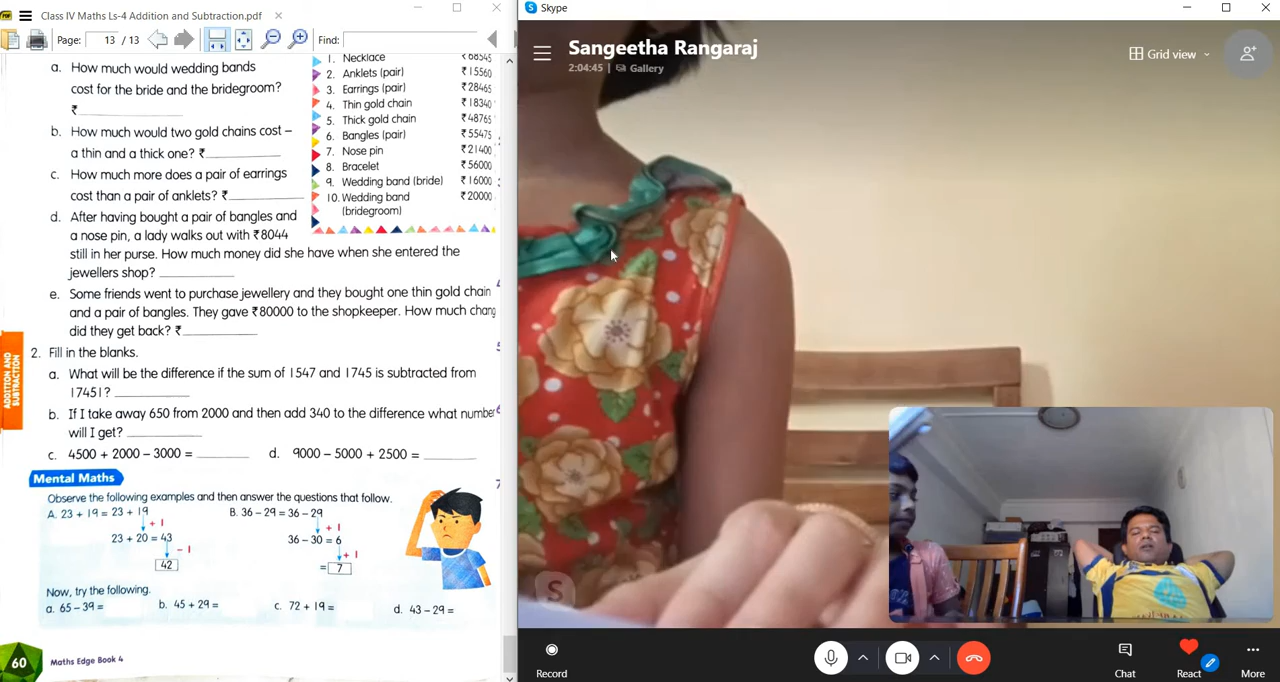 Class IV Maths Ls-4 Addition and Subtraction.pdf
Page: 13 / 13
Find:
a. How much would wedding bands
cost for the bride and the bridegroom?
₹
b. How much would two gold chains cost –
a thin and a thick one? ₹
c. How much more does a pair of earrings
cost than a pair of anklets? ₹
d. After having bought a pair of bangles and
a nose pin, a lady walks out with ₹8044
still in her purse. How much money did she have when she entered the
jewellers shop?
e. Some friends went to purchase jewellery and they bought one thin gold chain
and a pair of bangles. They gave ₹80000 to the shopkeeper. How much chang
did they get back? ₹
1. Necklace ₹68545
2. Anklets (pair) ₹15560
3. Earrings (pair) ₹28465
4. Thin gold chain ₹18340
5. Thick gold chain ₹48765
6. Bangles (pair) ₹55475
7. Nose pin ₹21400
8. Bracelet ₹56000
9. Wedding band (bride) ₹16000
10. Wedding band ₹20000
(bridegroom)
ADDITION AND
SUBTRACTION
2. Fill in the blanks.
a. What will be the difference if the sum of 1547 and 1745 is subtracted from
17451?
b. If I take away 650 from 2000 and then add 340 to the difference what number
will I get?
c. 4500 + 2000 – 3000 = d. 9000 – 5000 + 2500 =
Mental Maths
Observe the following examples and then answer the questions that follow.
A. 23 + 19 = 23 + 19 B. 36 – 29 = 36 – 29
+ 1 + 1
23 + 20 = 43 36 – 30 = 6
– 1 + 1
42 = 7
Now, try the following.
a. 65 – 39 = b. 45 + 29 = c. 72 + 19 = d. 43 – 29 =
60 Maths Edge Book 4
Skype
Sangeetha Rangaraj
2:04:45 | Gallery
Grid view
S
Record
Chat
React
More